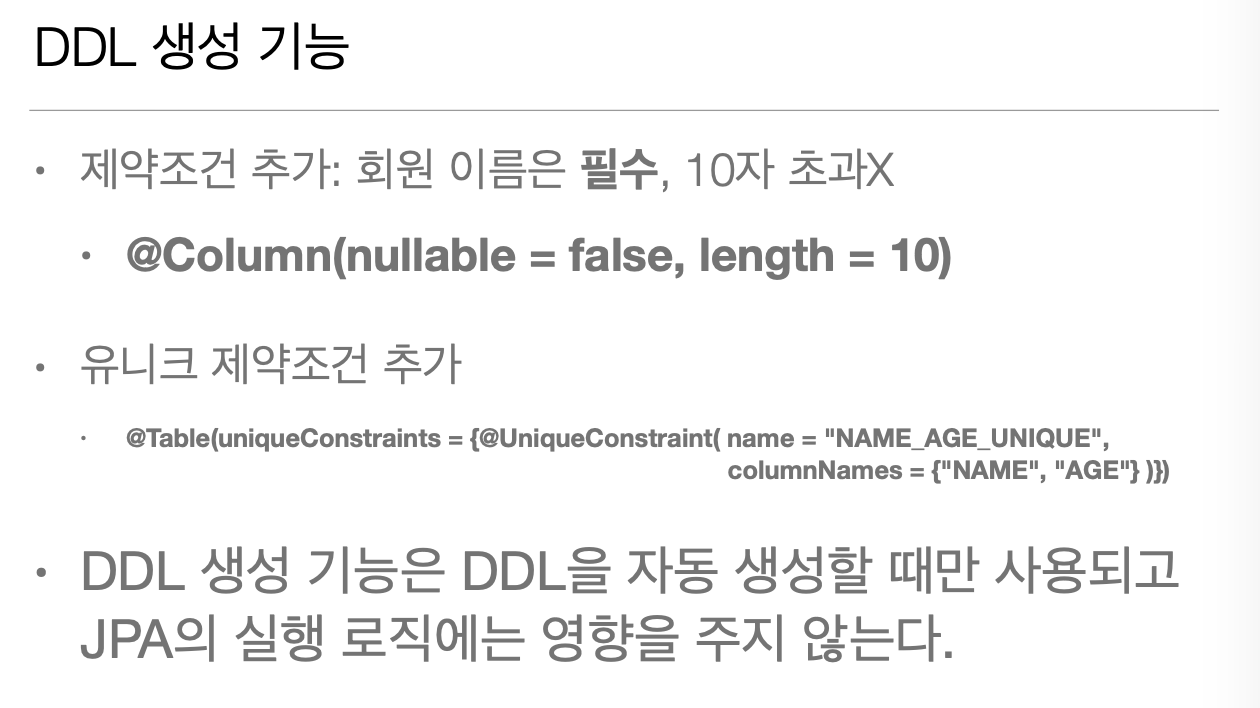 DDL 생성 기능
• 제약조건 추가: 회원 이름은 필수, 10자 초과X
• @Column(nullable = false, length = 10)
• 유니크 제약조건 추가
• @Table(uniqueConstraints = {@UniqueConstraint( name = "NAME_AGE_UNIQUE",
columnNames = {"NAME", "AGE"} )})
• DDL 생성 기능은 DDL을 자동 생성할 때만 사용되고
JPA의 실행 로직에는 영향을 주지 않는다.